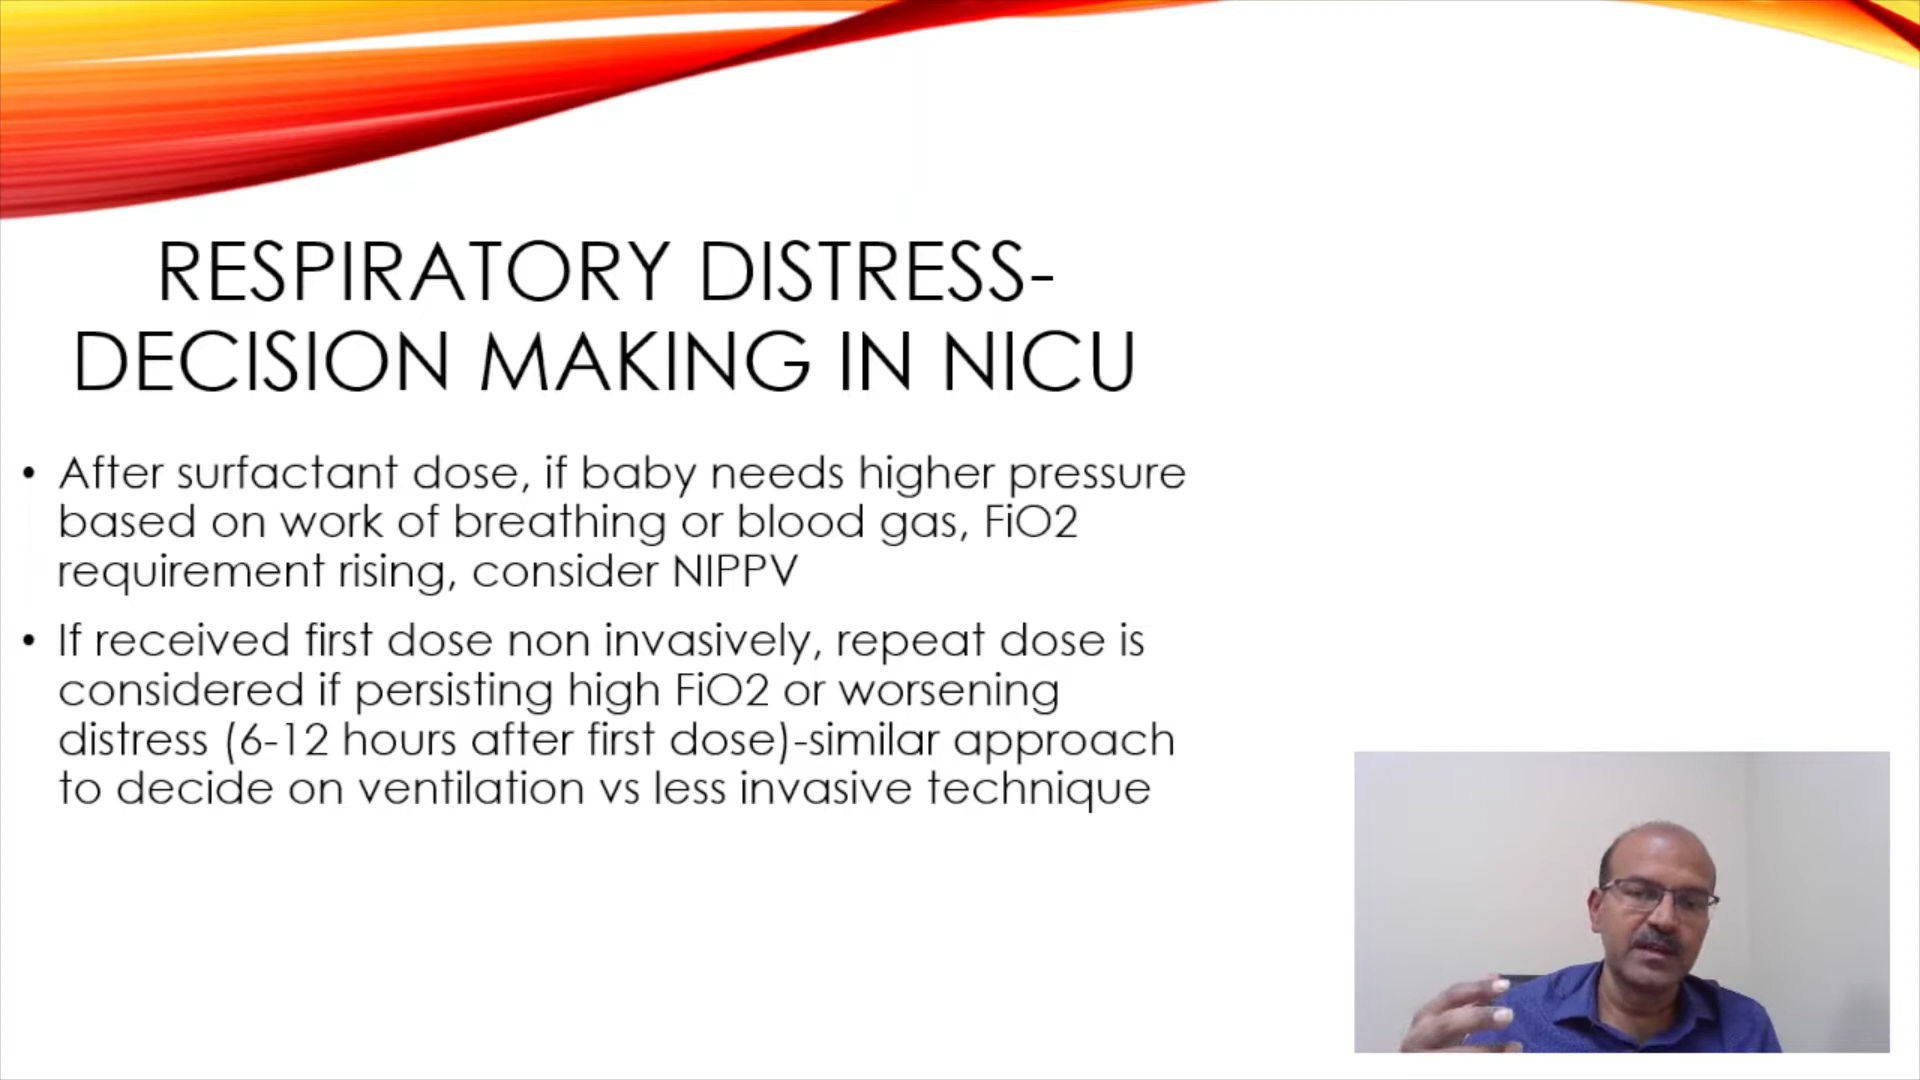 RESPIRATORY DISTRESS-
DECISION MAKING IN NICU
• After surfactant dose, if baby needs higher pressure
based on work of breathing or blood gas, FiO2
requirement rising, consider NIPPV
• If received first dose non invasively, repeat dose is
considered if persisting high FiO2 or worsening
distress (6-12 hours after first dose)-similar approach
to decide on ventilation vs less invasive technique